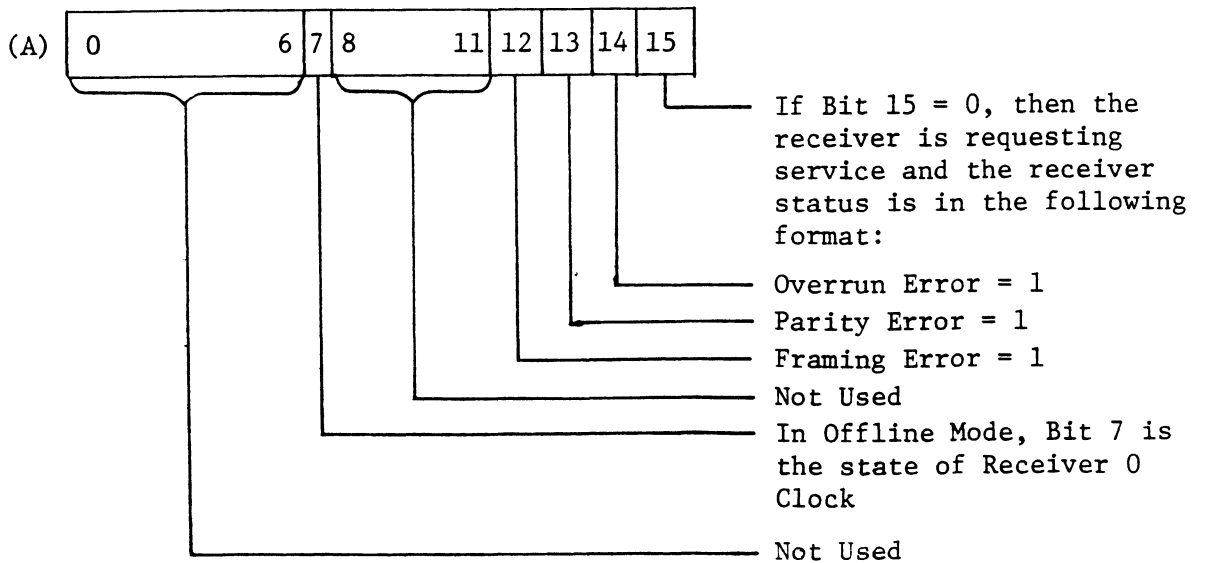 (A) 0 6 7 8 11 12 13 14 15
If Bit 15 = 0, then the
receiver is requesting
service and the receiver
status is in the following
format:
Overrun Error = 1
Parity Error = 1
Framing Error = 1
Not Used
In Offline Mode, Bit 7 is
the state of Receiver 0
Clock
Not Used